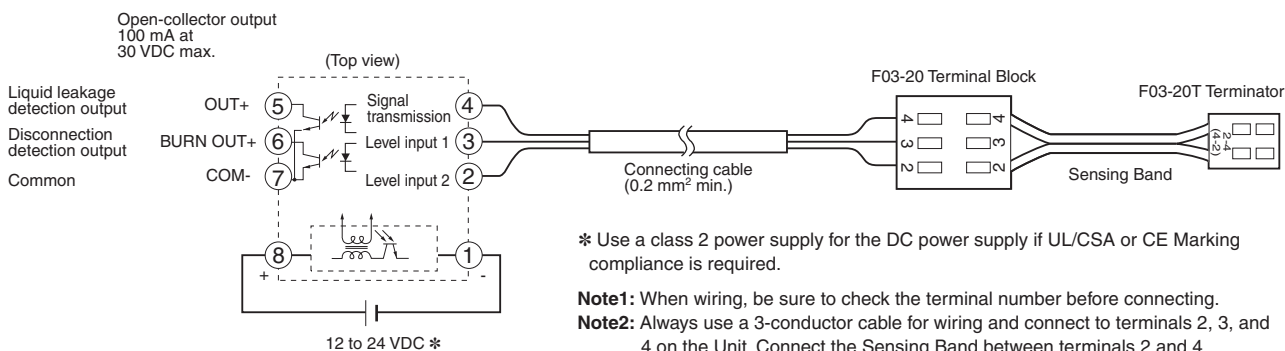 Open-collector output
100 mA at
30 VDC max.
(Top view)
Liquid leakage
detection output
OUT+
5
Signal
transmission
4
Disconnection
detection output
BURN OUT+
6
Level input 1
3
Common
COM-
7
Level input 2
2
8
+
1
-
12 to 24 VDC ✻
Connecting cable
(0.2 mm² min.)
F03-20 Terminal Block
4
3
2
4
3
2
Sensing Band
F03-20T Terminator
2-4
(4-2)
✻ Use a class 2 power supply for the DC power supply if UL/CSA or CE Marking
compliance is required.
Note1: When wiring, be sure to check the terminal number before connecting.
Note2: Always use a 3-conductor cable for wiring and connect to terminals 2, 3, and
4 on the Unit. Connect the Sensing Band between terminals 2 and 4.